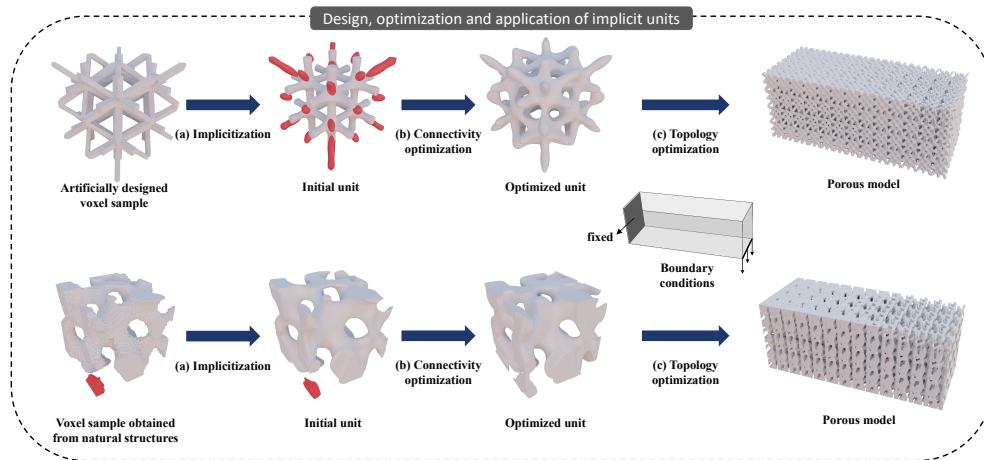 Design, optimization and application of implicit units
(a) Implicitization
(b) Connectivity
optimization
(c) Topology
optimization
Artificially designed
voxel sample
Initial unit
Optimized unit
Porous model
fixed
Boundary
conditions
(a) Implicitization
(b) Connectivity
optimization
(c) Topology
optimization
Voxel sample obtained
from natural structures
Initial unit
Optimized unit
Porous model